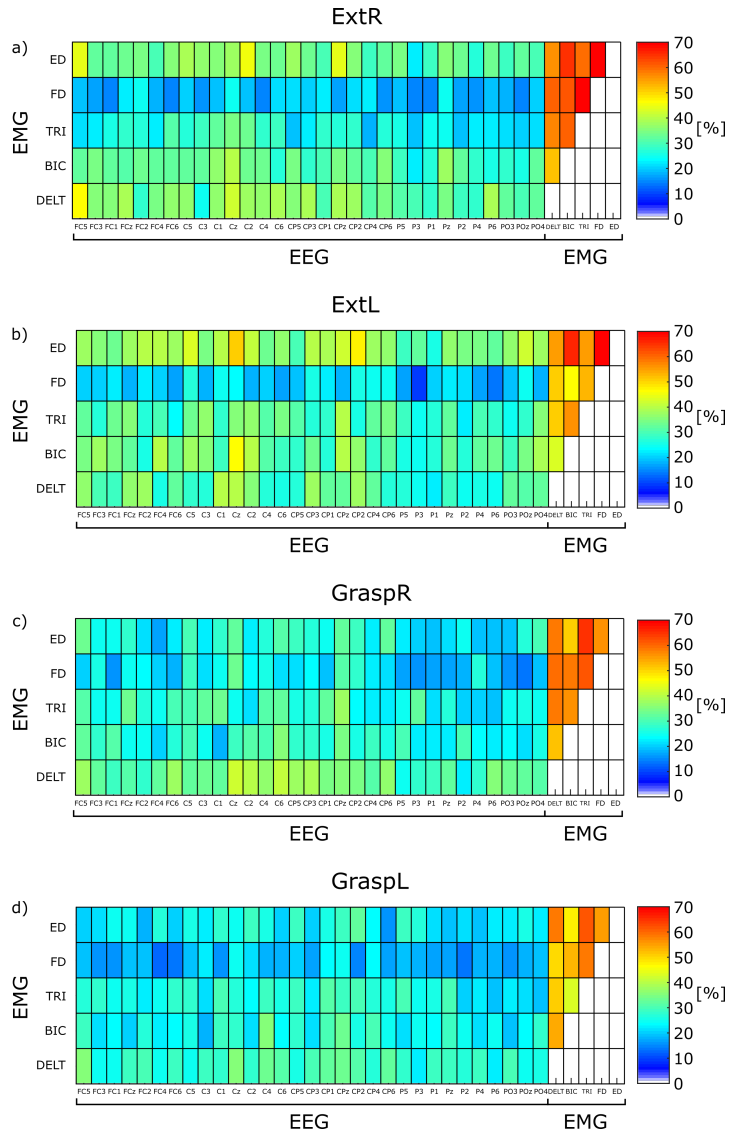 ExtR
a)
EMG
ED
FD
TRI
BIC
DELT
70
60
50
40
30
20
10
0
[%]
FC5 FC3 FC1 FCz FC2 FC4 FC6 C5 C3 C1 Cz C2 C4 C6 CP5 CP3 CP1 CPz CP2 CP4 CP6 P5 P3 P1 Pz P2 P4 P6 PO3 POz PO4 DELT BIC TRI FD ED
EEG EMG
ExtL
b)
EMG
ED
FD
TRI
BIC
DELT
70
60
50
40
30
20
10
0
[%]
FC5 FC3 FC1 FCz FC2 FC4 FC6 C5 C3 C1 Cz C2 C4 C6 CP5 CP3 CP1 CPz CP2 CP4 CP6 P5 P3 P1 Pz P2 P4 P6 PO3 POz PO4 DELT BIC TRI FD ED
EEG EMG
GraspR
c)
EMG
ED
FD
TRI
BIC
DELT
70
60
50
40
30
20
10
0
[%]
FC5 FC3 FC1 FCz FC2 FC4 FC6 C5 C3 C1 Cz C2 C4 C6 CP5 CP3 CP1 CPz CP2 CP4 CP6 P5 P3 P1 Pz P2 P4 P6 PO3 POz PO4 DELT BIC TRI FD ED
EEG EMG
GraspL
d)
EMG
ED
FD
TRI
BIC
DELT
70
60
50
40
30
20
10
0
[%]
FC5 FC3 FC1 FCz FC2 FC4 FC6 C5 C3 C1 Cz C2 C4 C6 CP5 CP3 CP1 CPz CP2 CP4 CP6 P5 P3 P1 Pz P2 P4 P6 PO3 POz PO4 DELT BIC TRI FD ED
EEG EMG